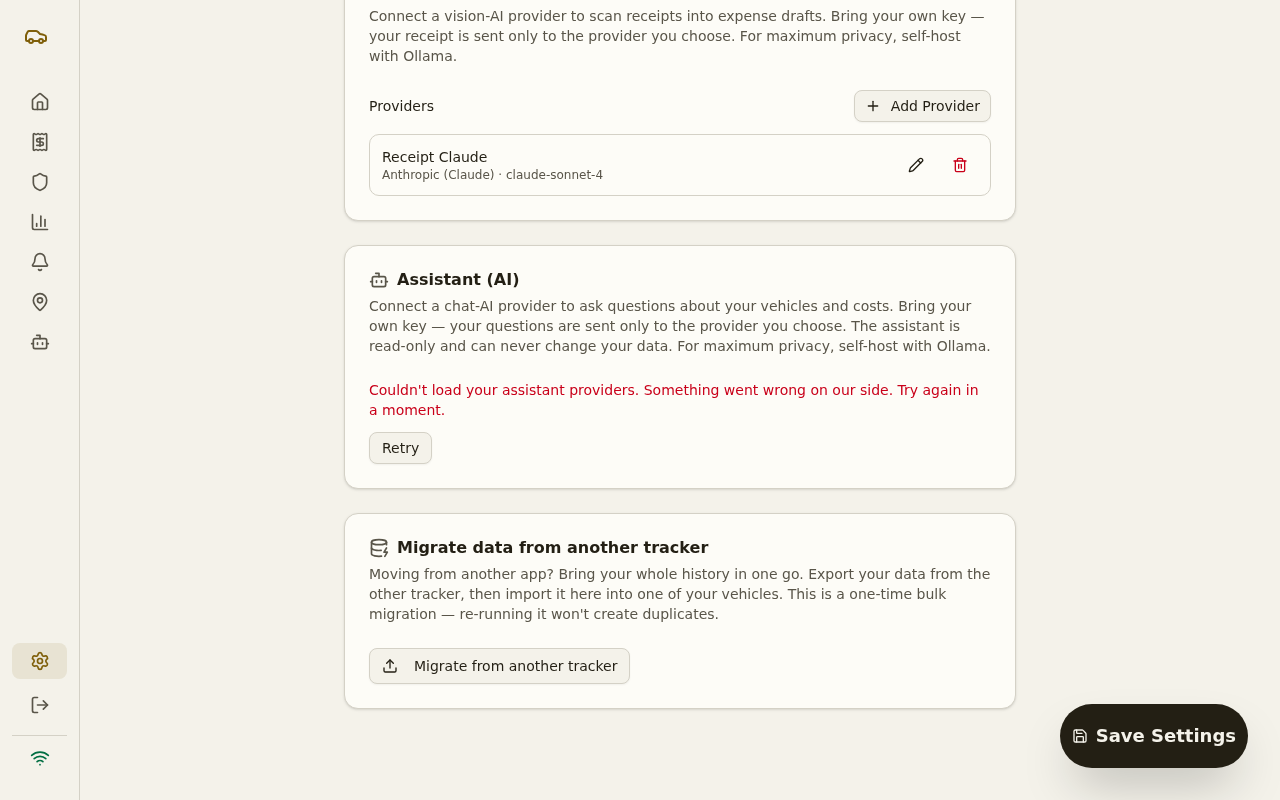 Connect a vision-AI provider to scan receipts into expense drafts. Bring your own key —
your receipt is sent only to the provider you choose. For maximum privacy, self-host
with Ollama.
Providers
Add Provider
Receipt Claude
Anthropic (Claude) · claude-sonnet-4
Assistant (AI)
Connect a chat-AI provider to ask questions about your vehicles and costs. Bring your
own key — your questions are sent only to the provider you choose. The assistant is
read-only and can never change your data. For maximum privacy, self-host with Ollama.
Couldn't load your assistant providers. Something went wrong on our side. Try again in
a moment.
Retry
Migrate data from another tracker
Moving from another app? Bring your whole history in one go. Export your data from the
other tracker, then import it here into one of your vehicles. This is a one-time bulk
migration — re-running it won't create duplicates.
Migrate from another tracker
Save Settings